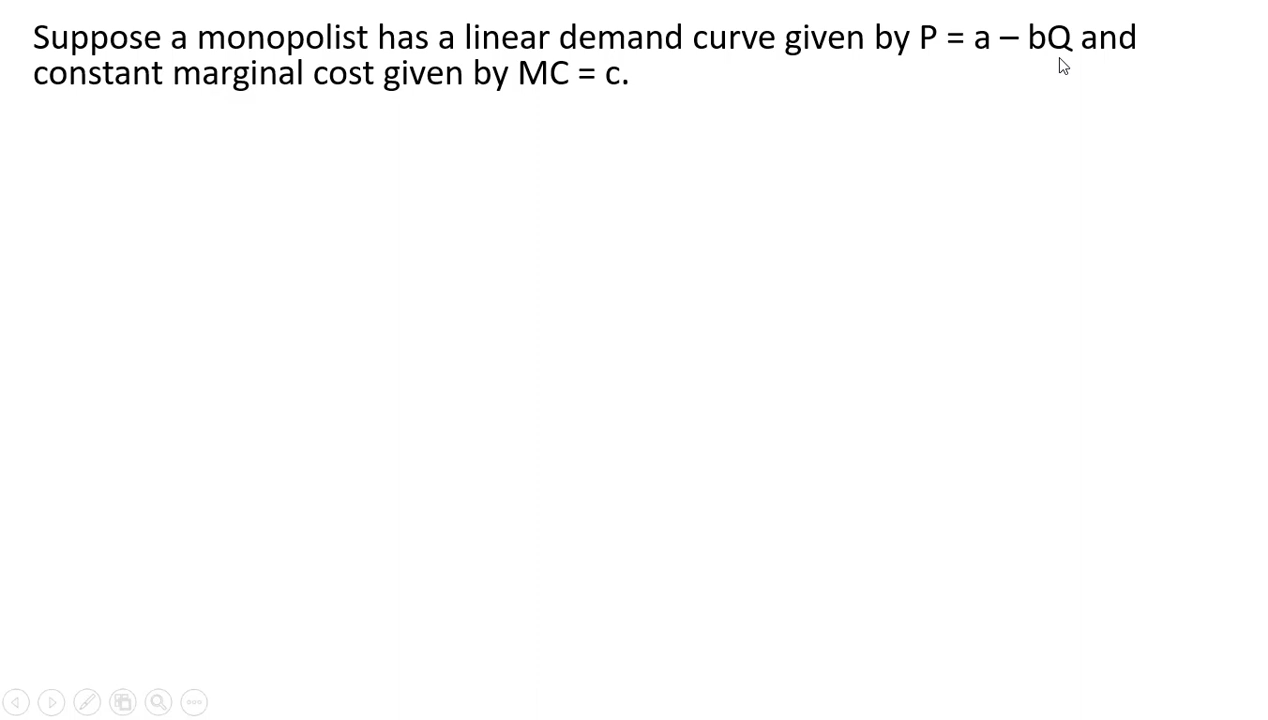 Suppose a monopolist has a linear demand curve given by P = a – bQ and
constant marginal cost given by MC = c.